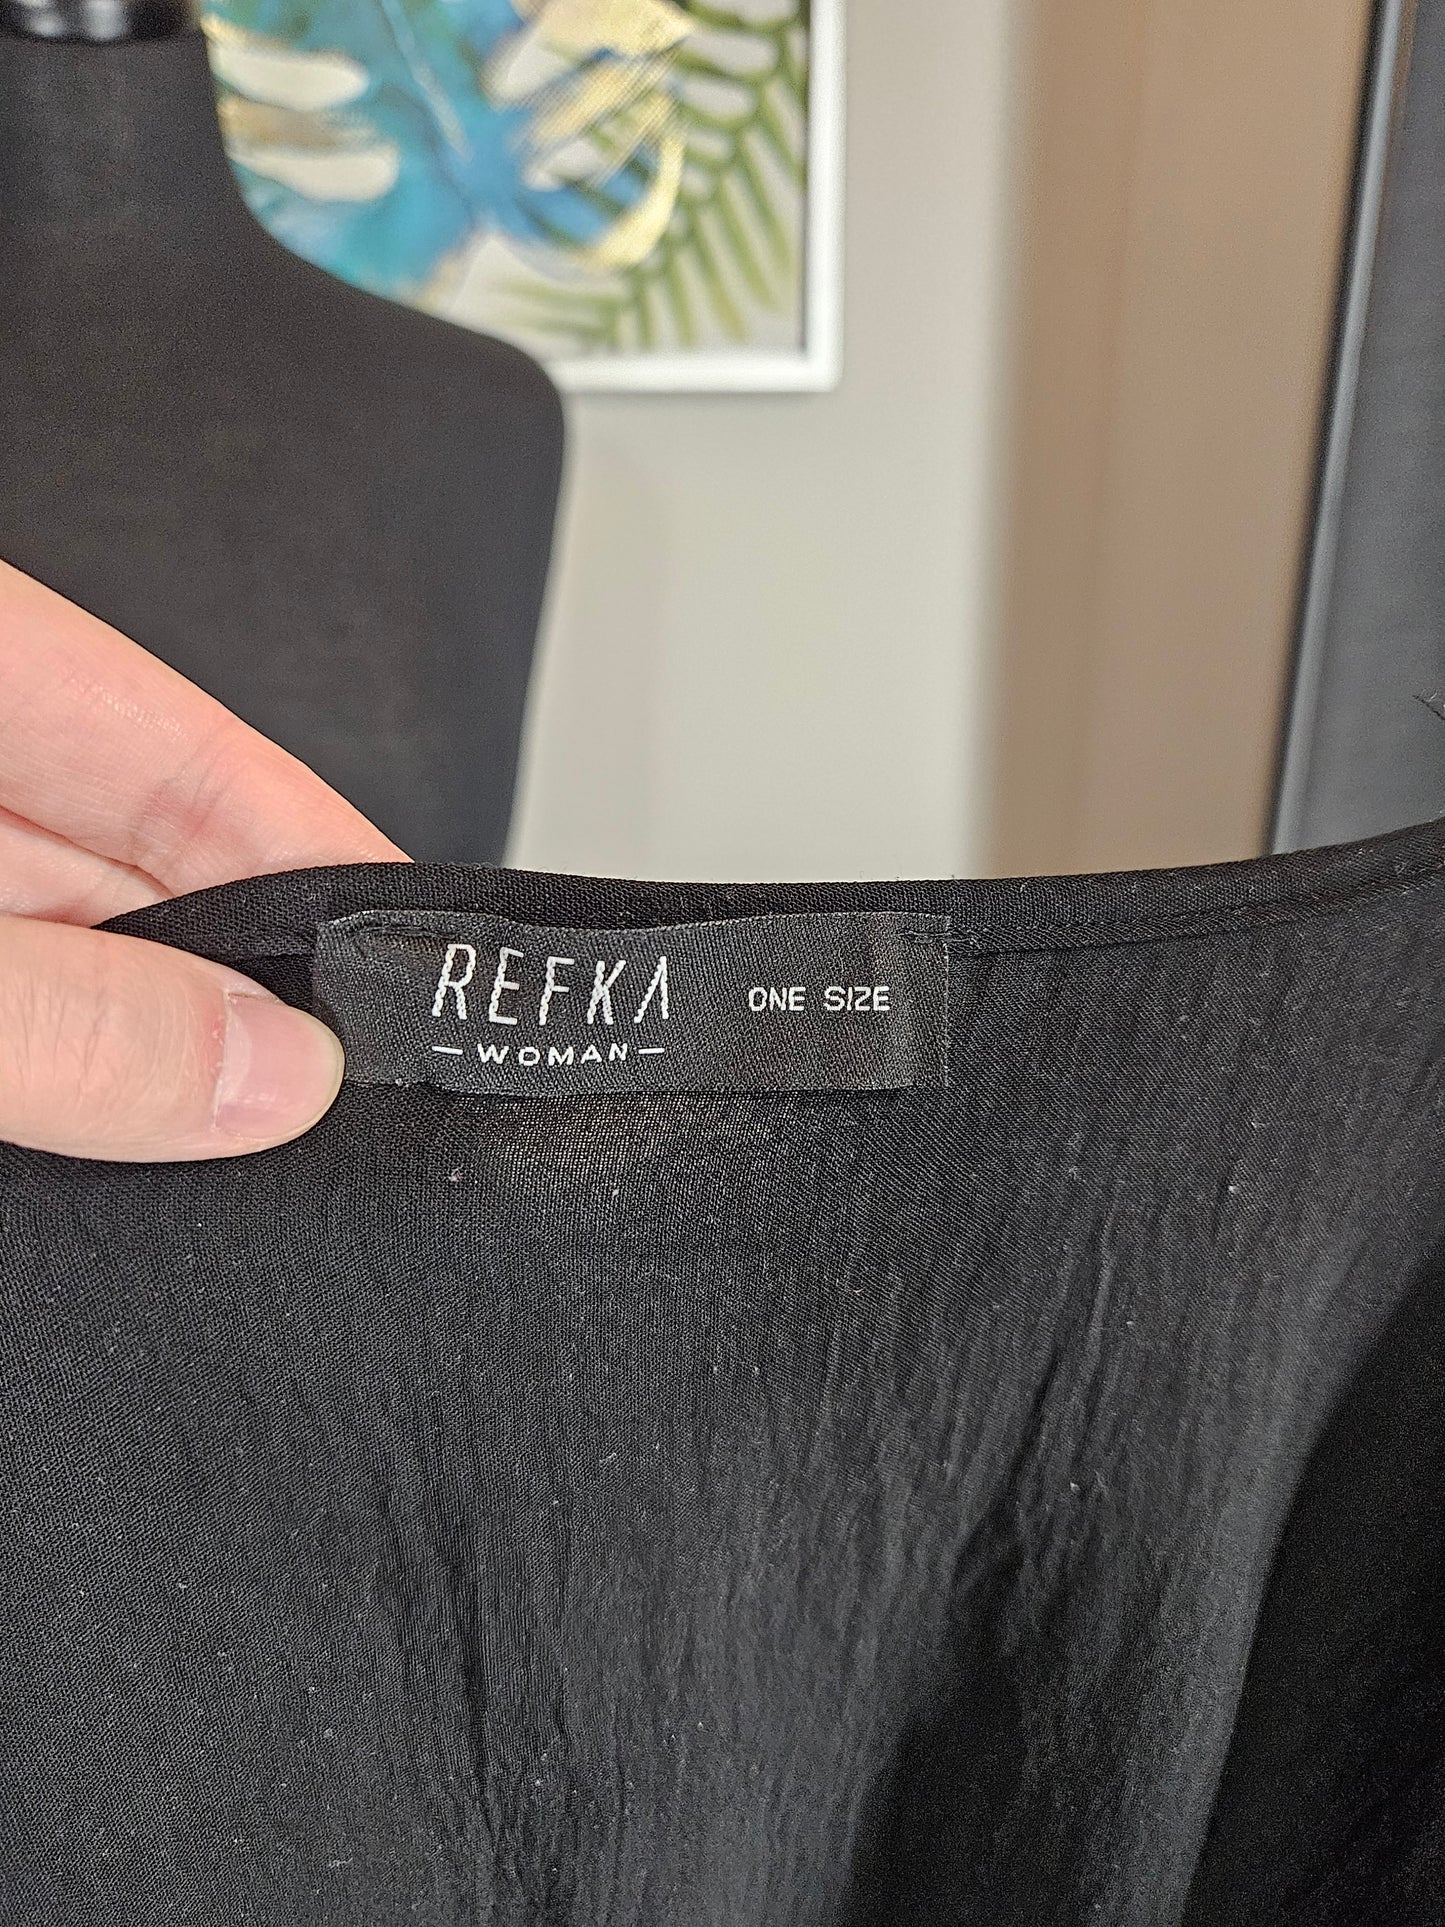 REFKA
— WOMAN —
ONE SIZE